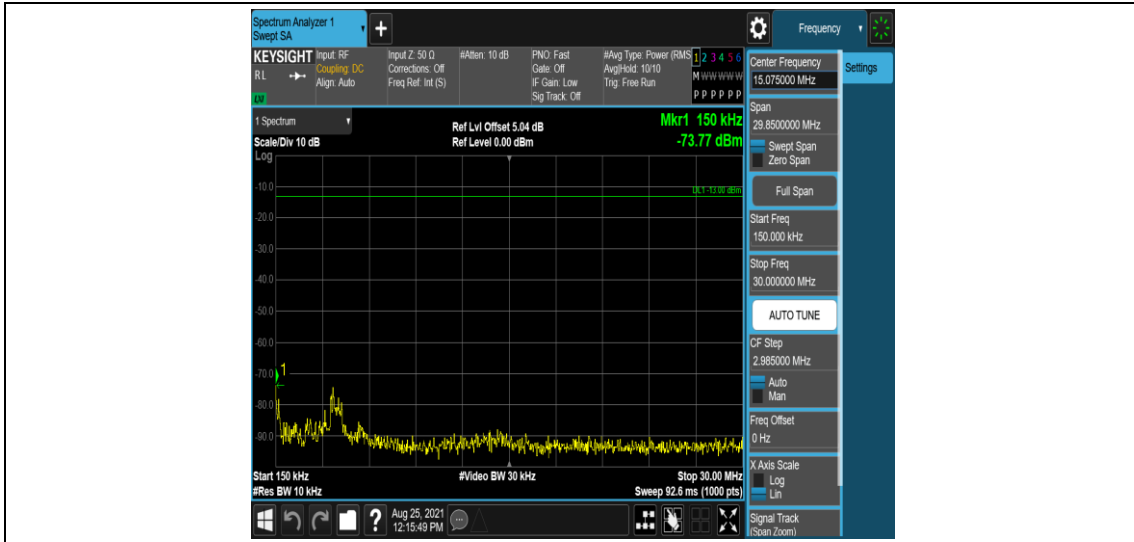 Spectrum Analyzer 1
Swept SA
+
Frequency
KEYSIGHT
RL
LXI
Input: RF
Coupling: DC
Align: Auto
Input Z: 50 Ω
Corrections: Off
Freq Ref: Int (S)
#Atten: 10 dB
PNO: Fast
Gate: Off
IF Gain: Low
Sig Track: Off
#Avg Type: Power (RMS
Avg|Hold: 10/10
Trig: Free Run
1 2 3 4 5 6
M W W W W W
P P P P P P
1 Spectrum
Scale/Div 10 dB
Log
Ref Lvl Offset 5.04 dB
Ref Level 0.00 dBm
Mkr1 150 kHz
-73.77 dBm
DL1 -13.00 dBm
-10.0
-20.0
-30.0
-40.0
-50.0
-60.0
-70.0
1
-80.0
-90.0
Start 150 kHz
#Video BW 30 kHz
Stop 30.00 MHz
#Res BW 10 kHz
Sweep 92.6 ms (1000 pts)
Center Frequency
15.075000 MHz
Settings
Span
29.8500000 MHz
Swept Span
Zero Span
Full Span
Start Freq
150.000 kHz
Stop Freq
30.000000 MHz
AUTO TUNE
CF Step
2.985000 MHz
Auto
Man
Freq Offset
0 Hz
X Axis Scale
Log
Lin
Signal Track
(Span Zoom)
?
Aug 25, 2021
12:15:49 PM